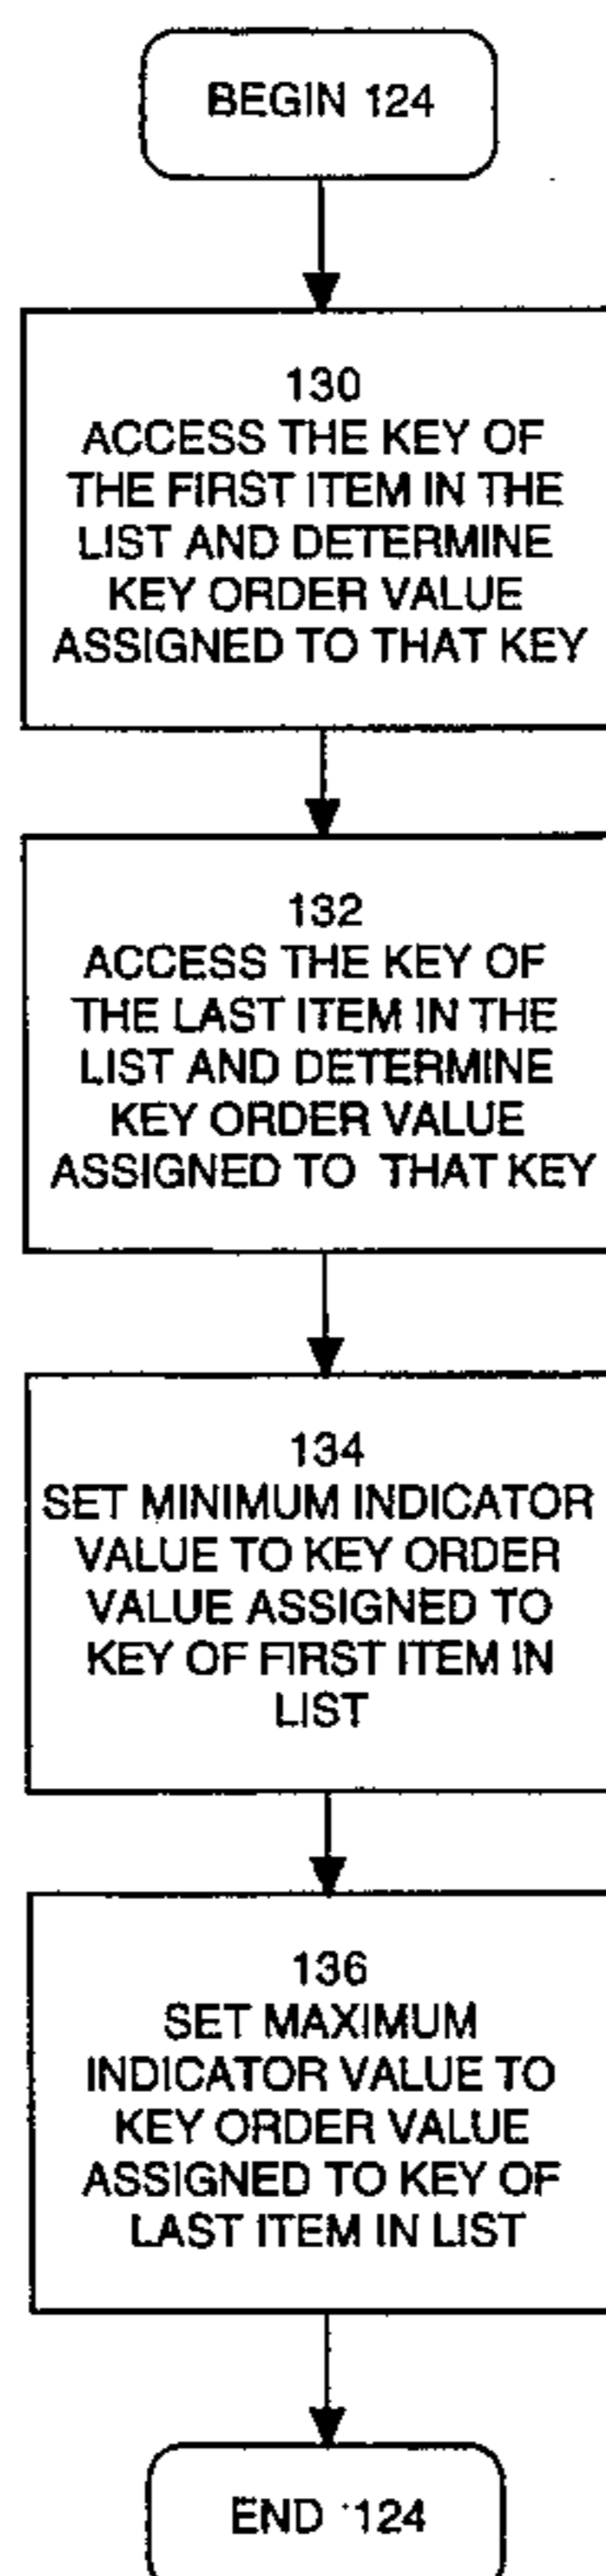 BEGIN 124
130
ACCESS THE KEY OF
THE FIRST ITEM IN THE
LIST AND DETERMINE
KEY ORDER VALUE
ASSIGNED TO THAT KEY
132
ACCESS THE KEY OF
THE LAST ITEM IN THE
LIST AND DETERMINE
KEY ORDER VALUE
ASSIGNED TO THAT KEY
134
SET MINIMUM INDICATOR
VALUE TO KEY ORDER
VALUE ASSIGNED TO
KEY OF FIRST ITEM IN
LIST
136
SET MAXIMUM
INDICATOR VALUE TO
KEY ORDER VALUE
ASSIGNED TO KEY OF
LAST ITEM IN LIST
END 124